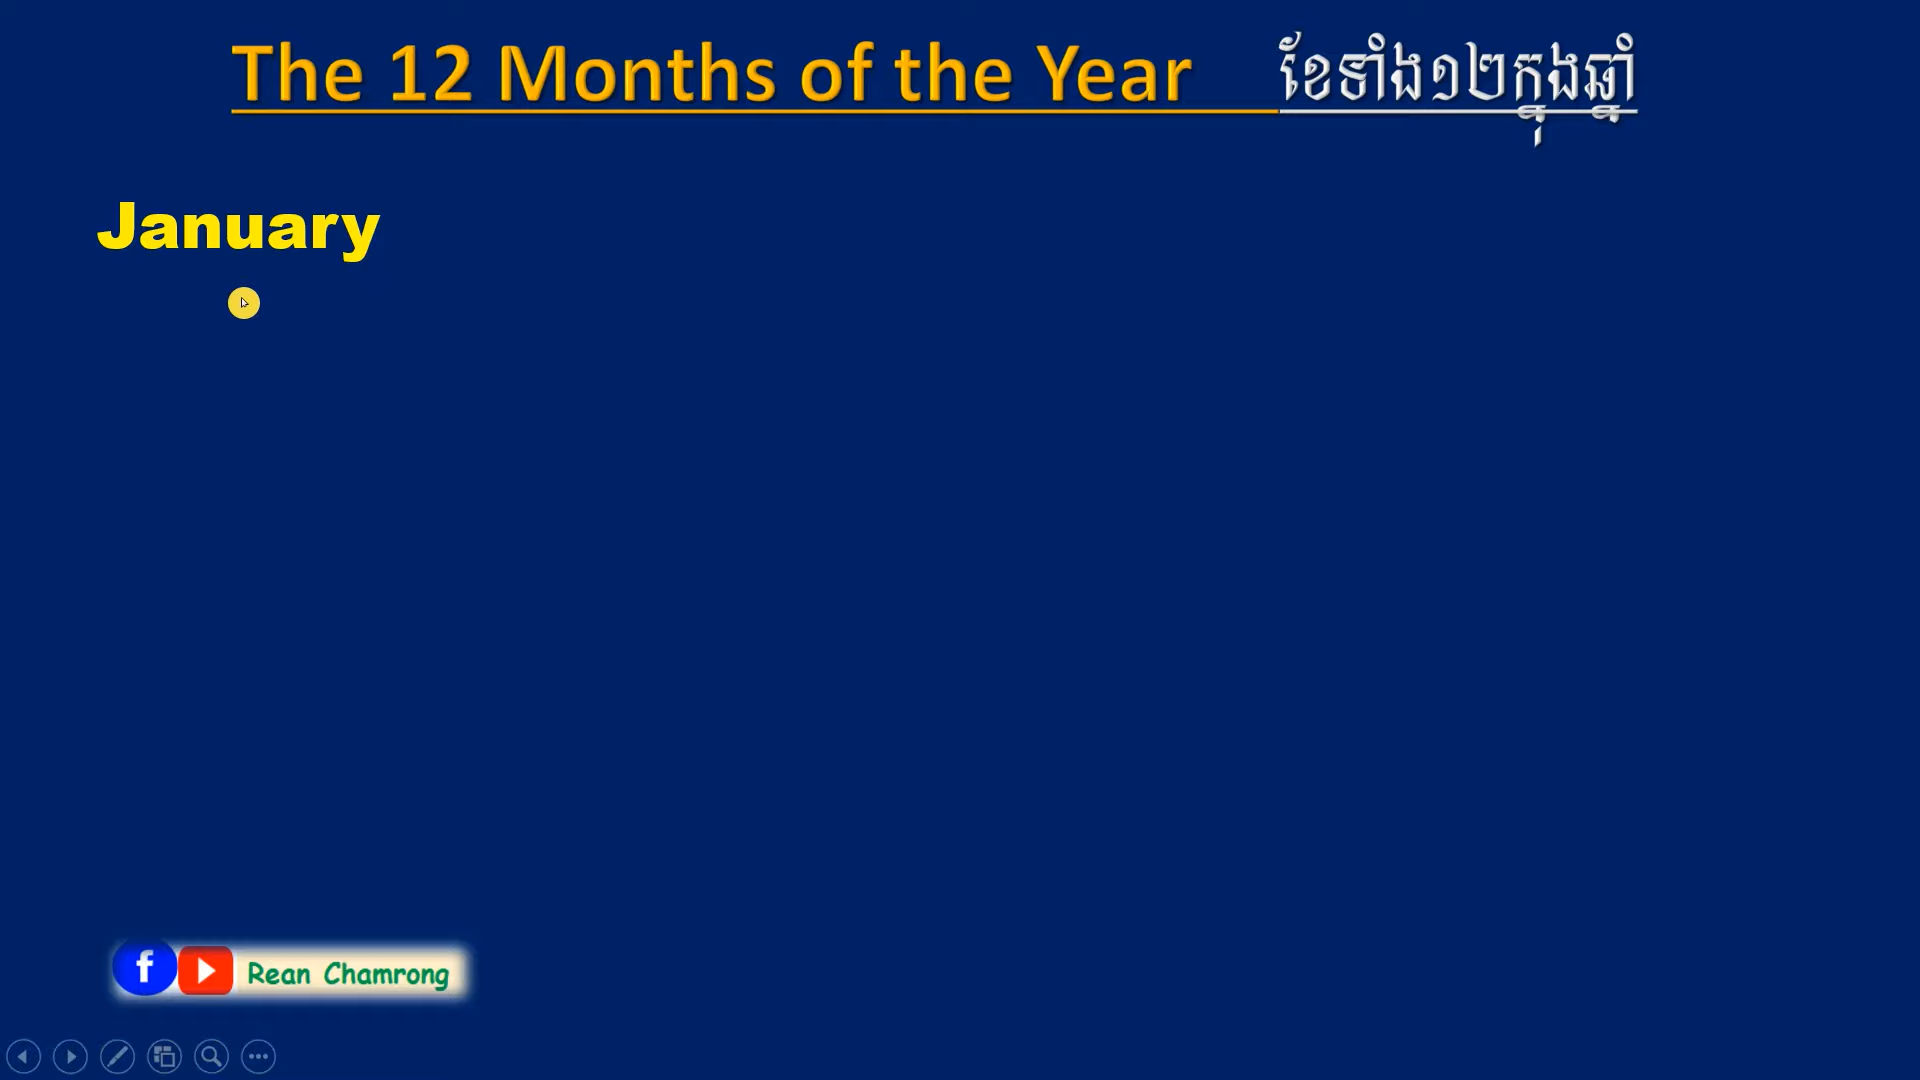 The 12 Months of the Year ខែទាំង១២ក្នុងឆ្នាំ
January
f Rean Chamrong